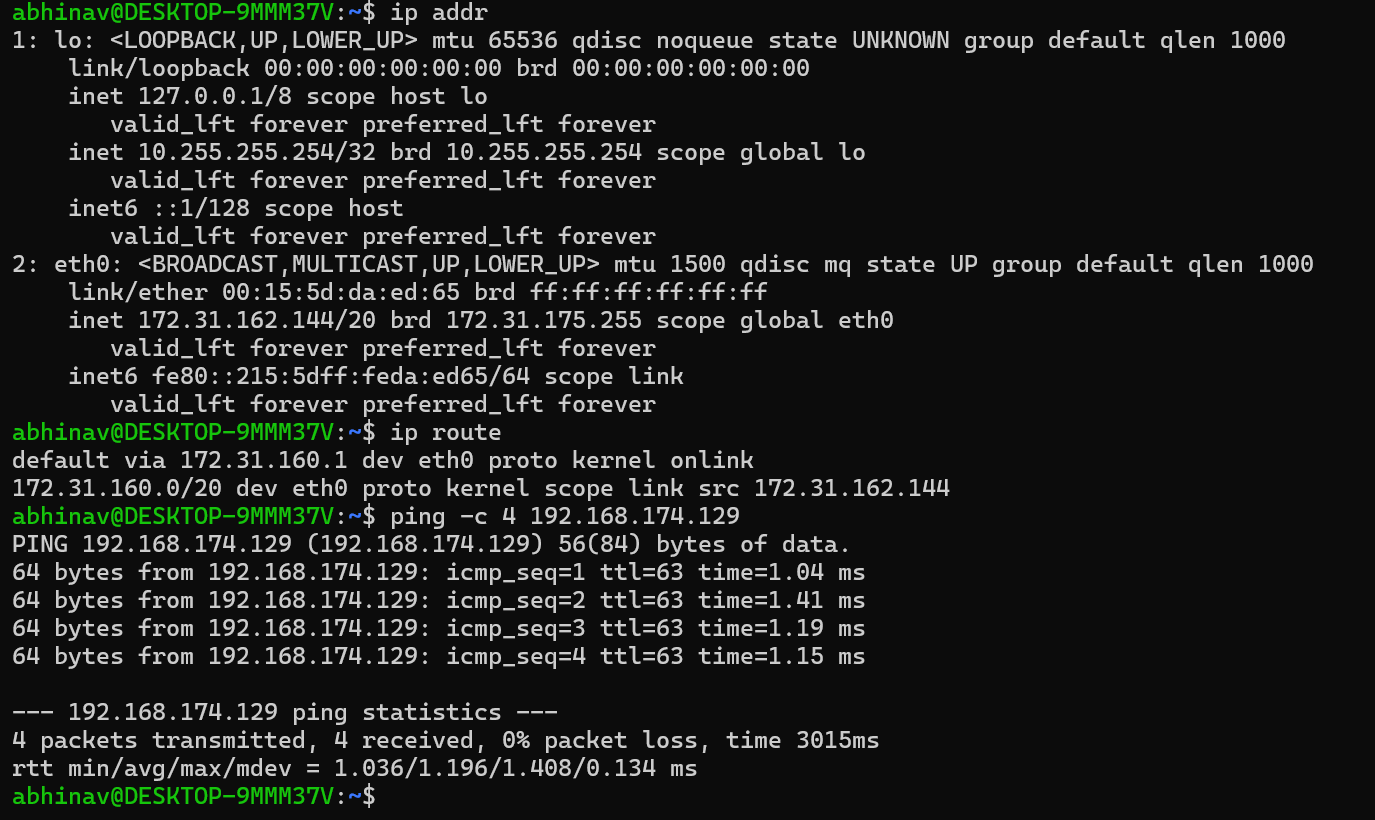 abhinav@DESKTOP-9MMM37V:~$ ip addr
1: lo: <LOOPBACK,UP,LOWER_UP> mtu 65536 qdisc noqueue state UNKNOWN group default qlen 1000
    link/loopback 00:00:00:00:00:00 brd 00:00:00:00:00:00
    inet 127.0.0.1/8 scope host lo
       valid_lft forever preferred_lft forever
    inet 10.255.255.254/32 brd 10.255.255.254 scope global lo
       valid_lft forever preferred_lft forever
    inet6 ::1/128 scope host
       valid_lft forever preferred_lft forever
2: eth0: <BROADCAST,MULTICAST,UP,LOWER_UP> mtu 1500 qdisc mq state UP group default qlen 1000
    link/ether 00:15:5d:da:ed:65 brd ff:ff:ff:ff:ff:ff
    inet 172.31.162.144/20 brd 172.31.175.255 scope global eth0
       valid_lft forever preferred_lft forever
    inet6 fe80::215:5dff:feda:ed65/64 scope link
       valid_lft forever preferred_lft forever
abhinav@DESKTOP-9MMM37V:~$ ip route
default via 172.31.160.1 dev eth0 proto kernel onlink
172.31.160.0/20 dev eth0 proto kernel scope link src 172.31.162.144
abhinav@DESKTOP-9MMM37V:~$ ping -c 4 192.168.174.129
PING 192.168.174.129 (192.168.174.129) 56(84) bytes of data.
64 bytes from 192.168.174.129: icmp_seq=1 ttl=63 time=1.04 ms
64 bytes from 192.168.174.129: icmp_seq=2 ttl=63 time=1.41 ms
64 bytes from 192.168.174.129: icmp_seq=3 ttl=63 time=1.19 ms
64 bytes from 192.168.174.129: icmp_seq=4 ttl=63 time=1.15 ms

--- 192.168.174.129 ping statistics ---
4 packets transmitted, 4 received, 0% packet loss, time 3015ms
rtt min/avg/max/mdev = 1.036/1.196/1.408/0.134 ms
abhinav@DESKTOP-9MMM37V:~$